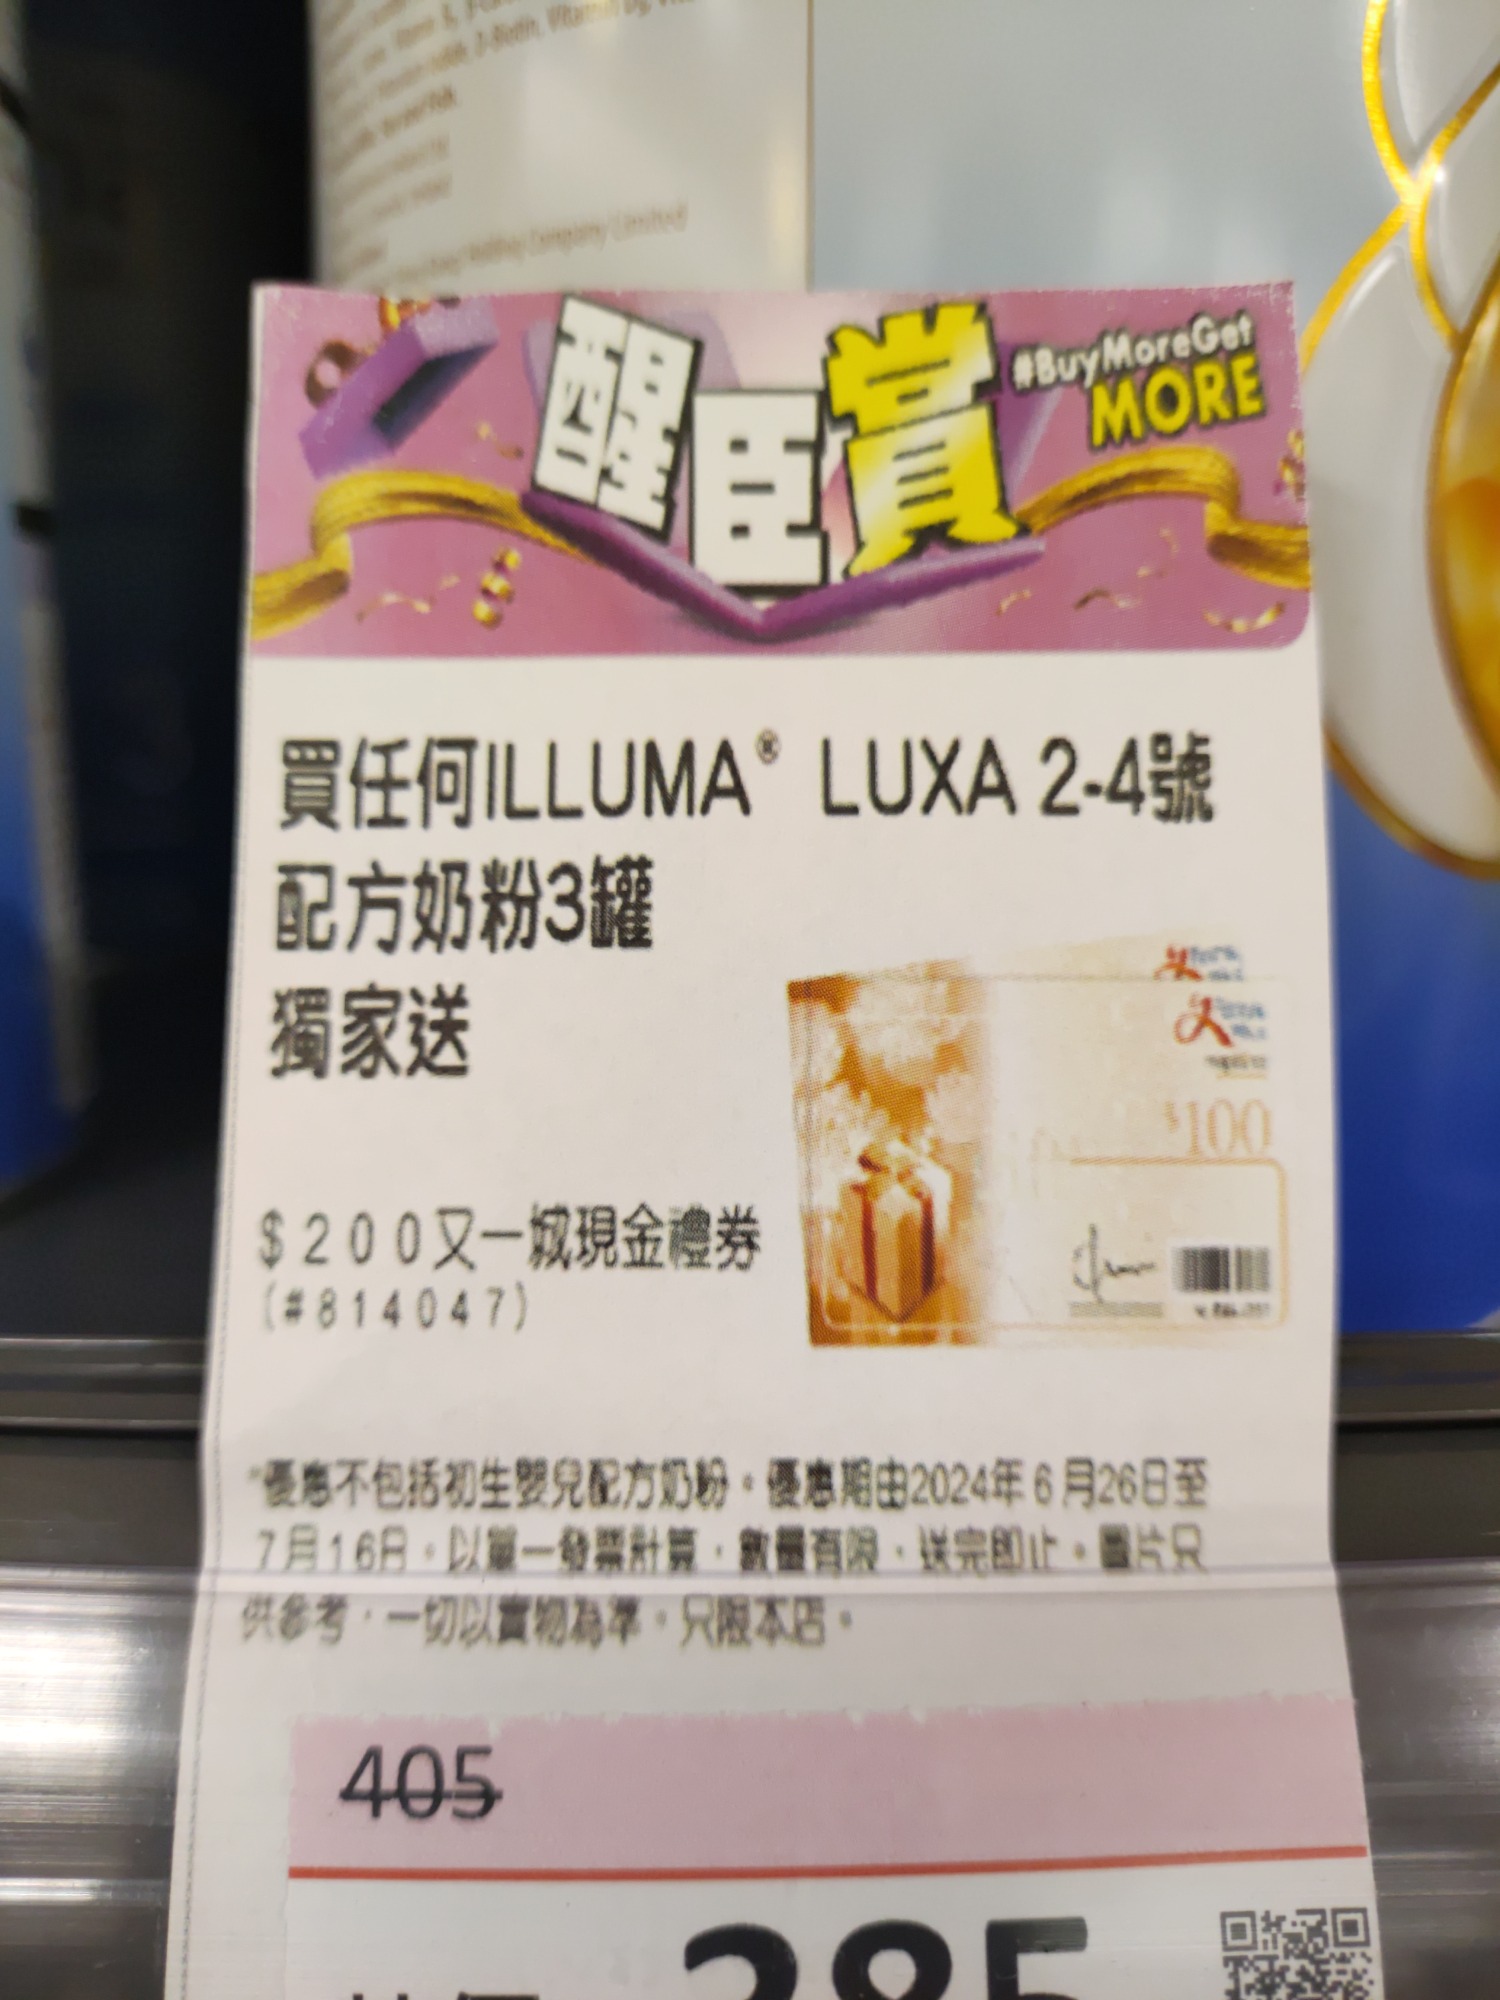 Holding Company Limited
醒臣賞
#BuyMoreGet
MORE
買任何ILLUMA® LUXA 2-4號
配方奶粉3罐
獨家送
$100
$200又一城現金禮券
(#814047)
*優惠不包括初生嬰兒配方奶粉。優惠期由2024年6月26日至
7月16日。以單一發票計算,數量有限,送完即止。圖片只
供參考,一切以實物為準。只限本店。
405
385